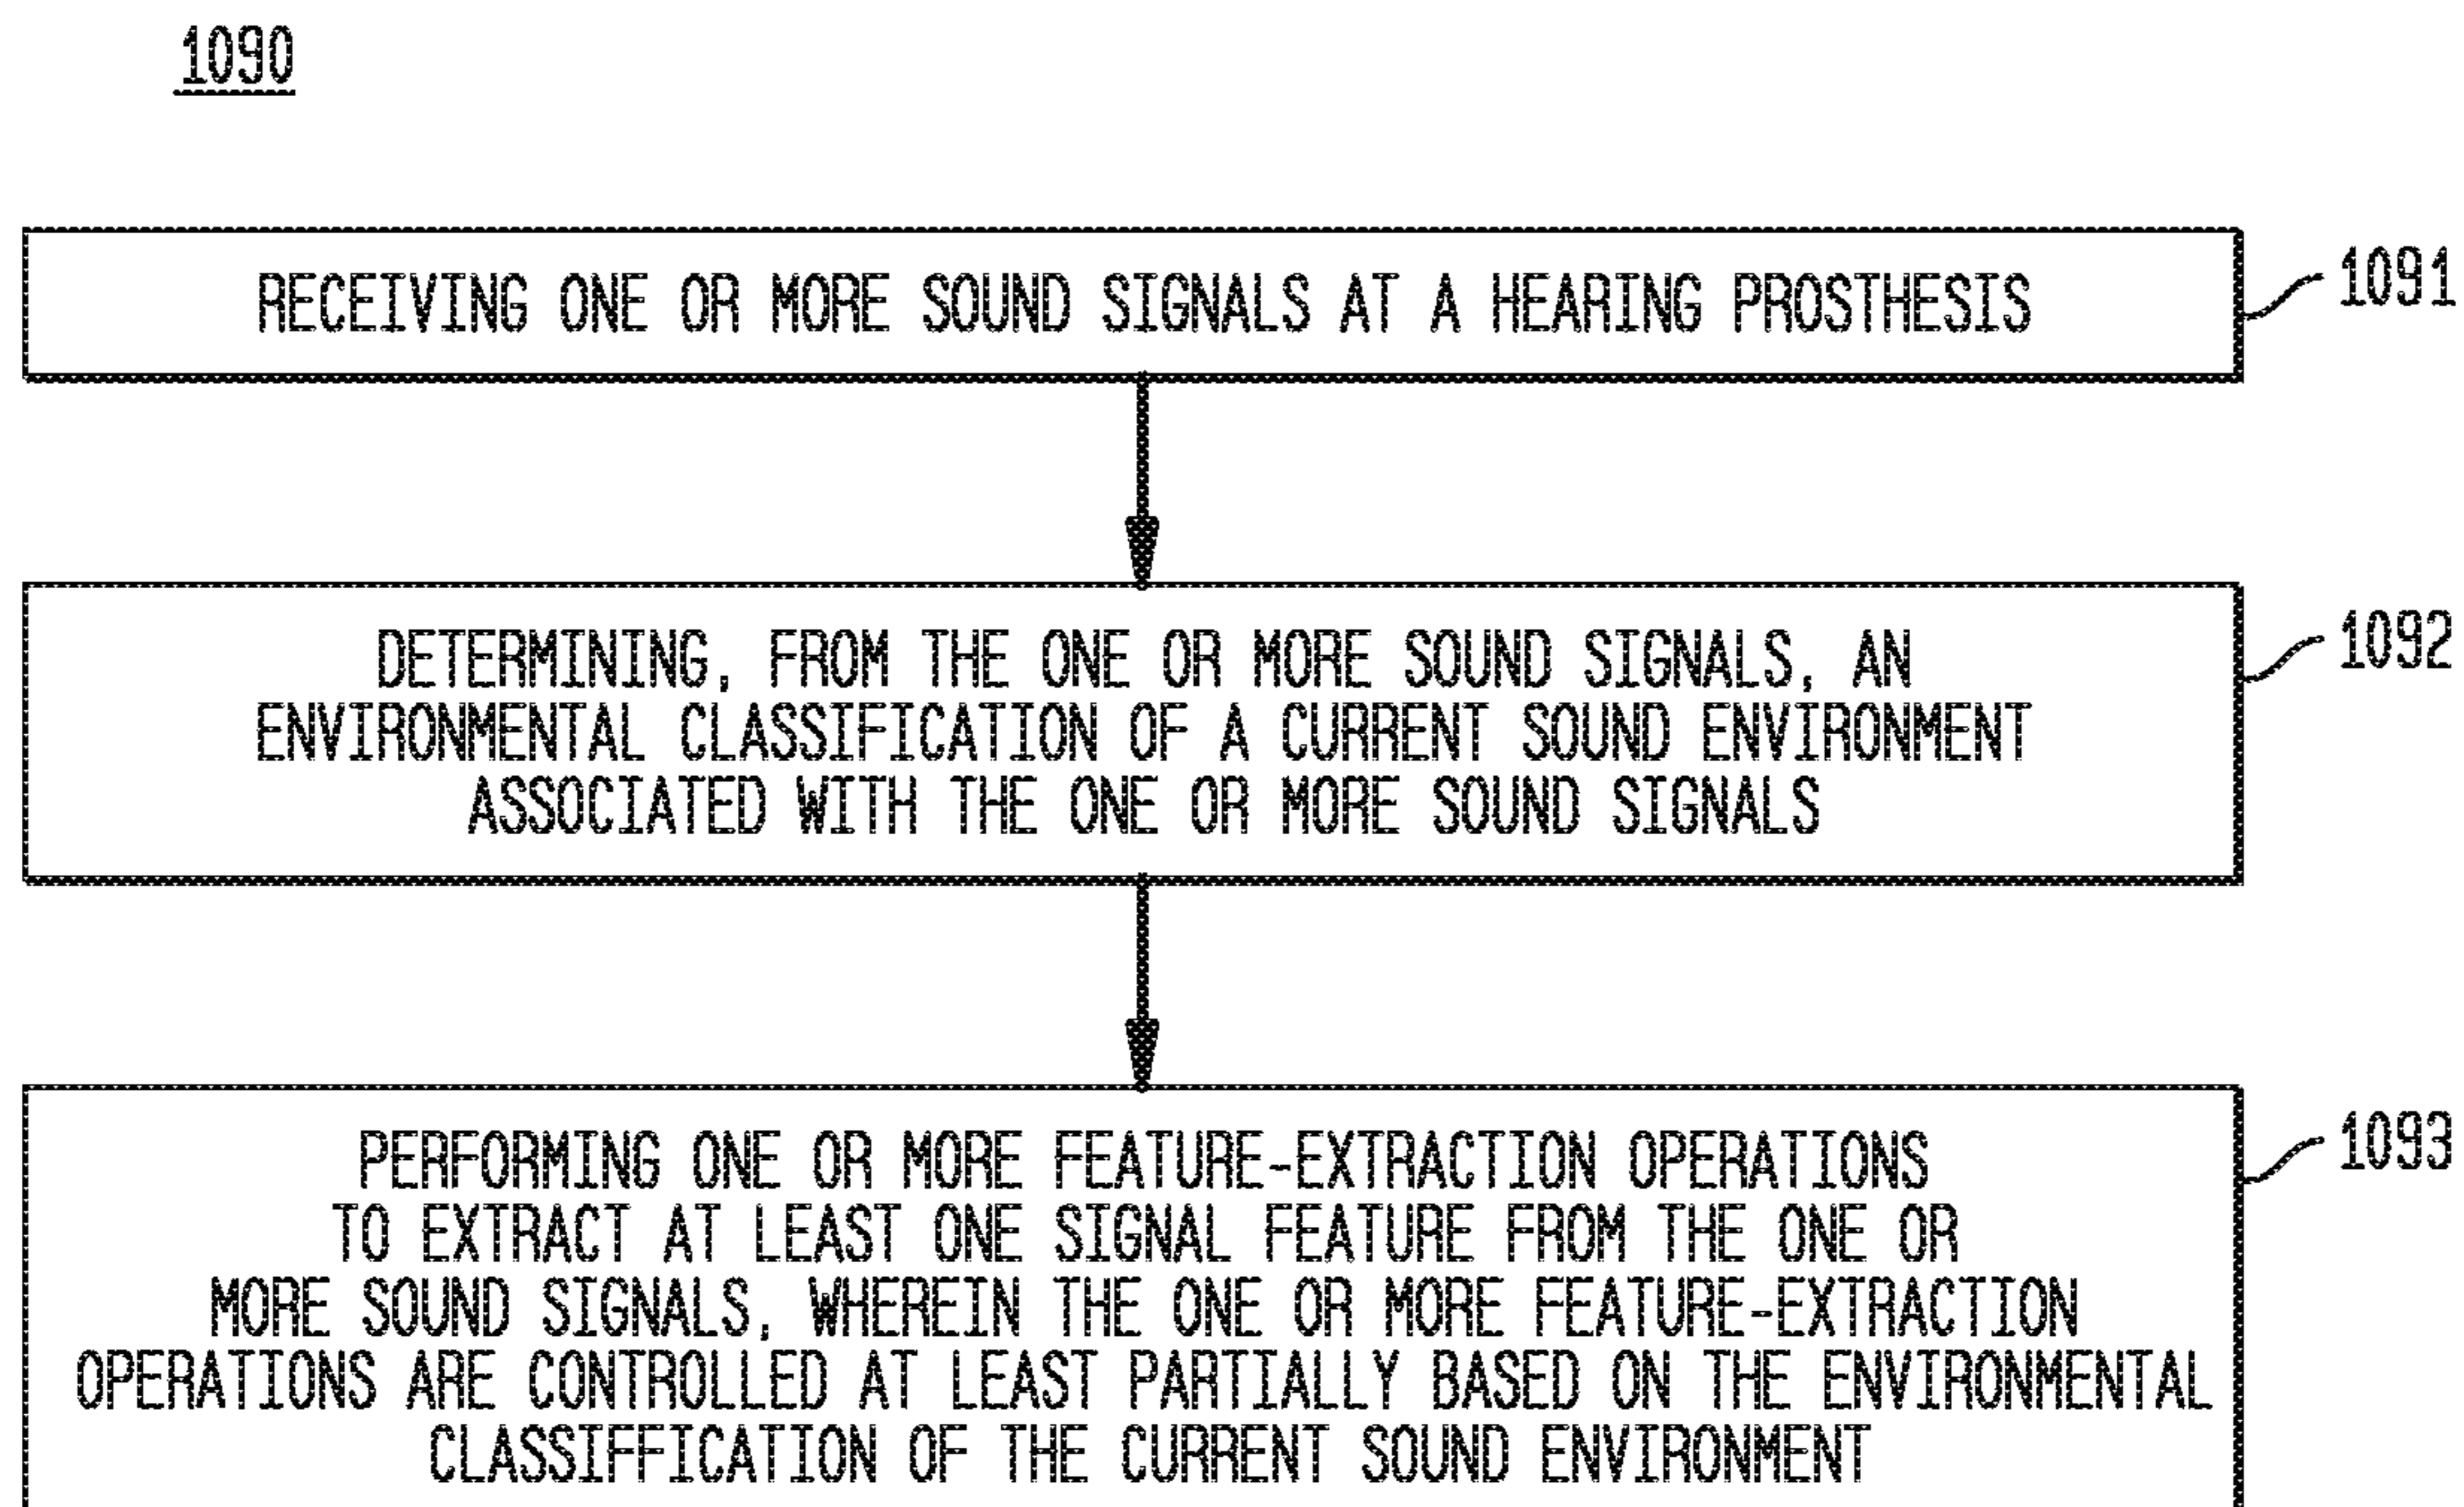 1090
RECEIVING ONE OR MORE SOUND SIGNALS AT A HEARING PROSTHESIS
1091
DETERMINING, FROM THE ONE OR MORE SOUND SIGNALS, AN
ENVIRONMENTAL CLASSIFICATION OF A CURRENT SOUND ENVIRONMENT
ASSOCIATED WITH THE ONE OR MORE SOUND SIGNALS
1092
PERFORMING ONE OR MORE FEATURE-EXTRACTION OPERATIONS
TO EXTRACT AT LEAST ONE SIGNAL FEATURE FROM THE ONE OR
MORE SOUND SIGNALS, WHEREIN THE ONE OR MORE FEATURE-EXTRACTION
OPERATIONS ARE CONTROLLED AT LEAST PARTIALLY BASED ON THE ENVIRONMENTAL
CLASSIFFICATION OF THE CURRENT SOUND ENVIRONMENT
1093